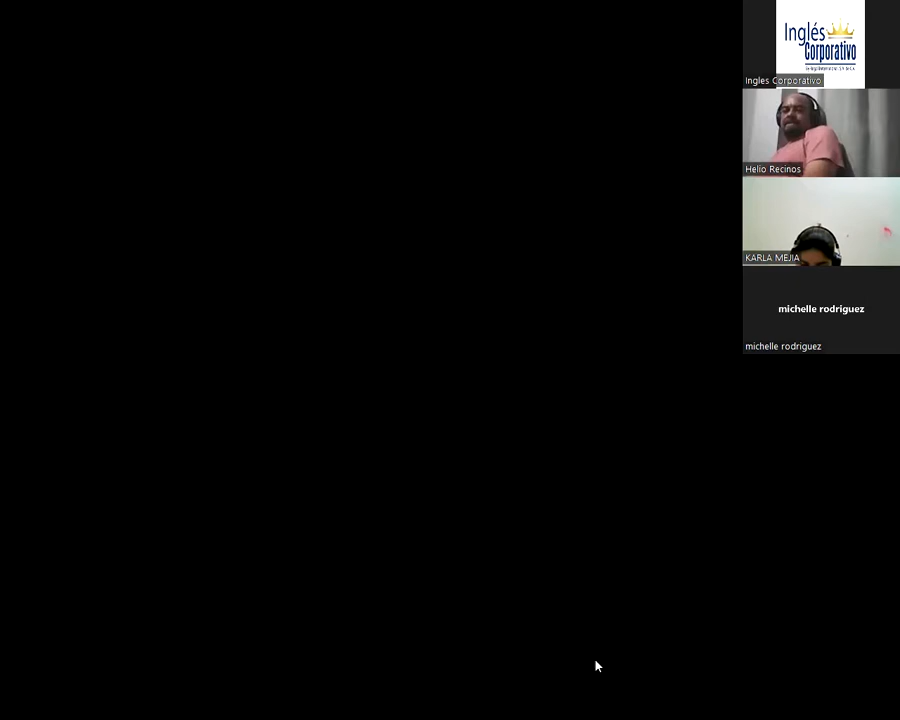 Inglés
Corporativo
Ingles Corporativo
Helio Recinos
KARLA MEJIA
michelle rodriguez
michelle rodriguez